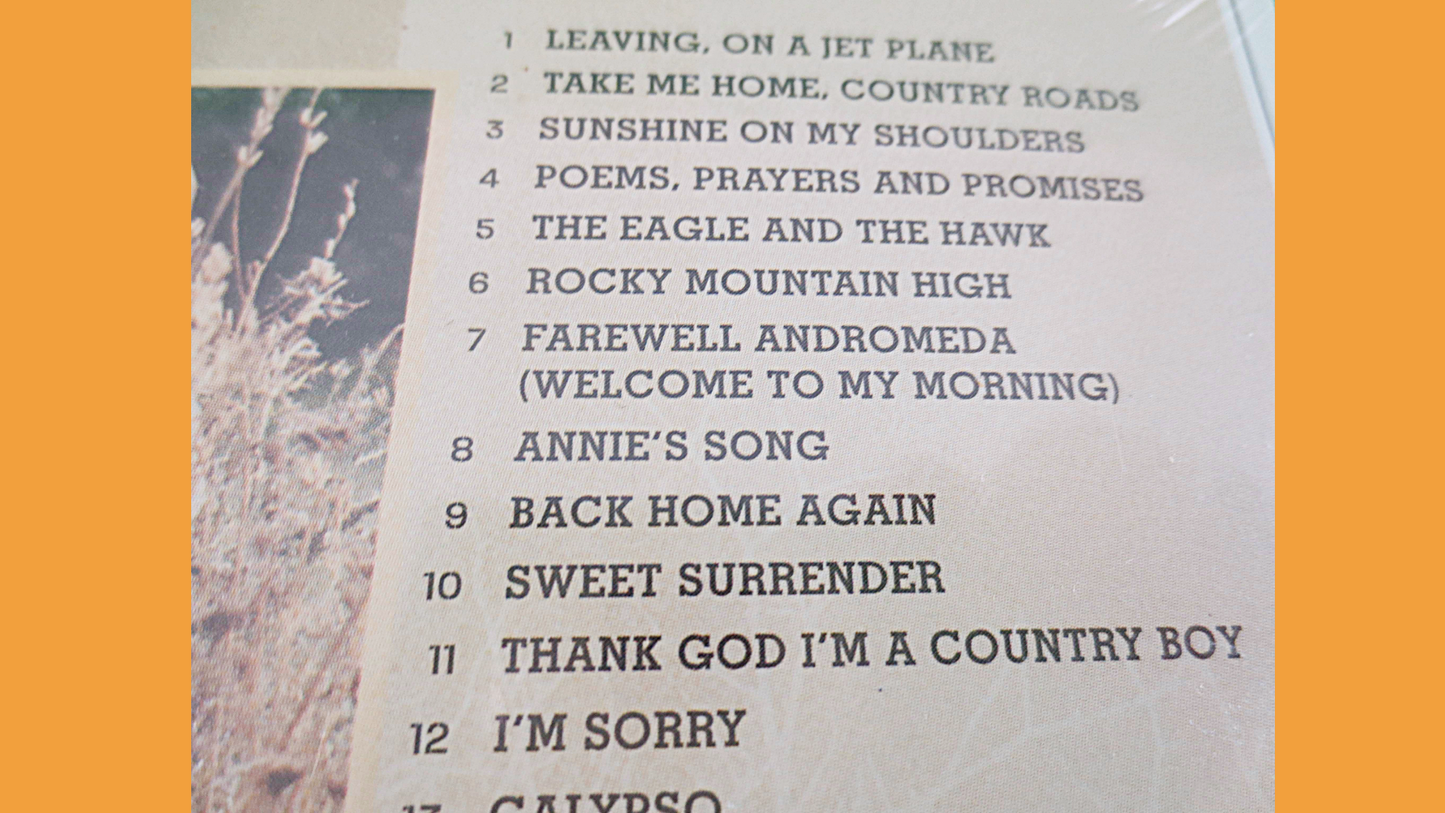 1 LEAVING, ON A JET PLANE
2 TAKE ME HOME, COUNTRY ROADS
3 SUNSHINE ON MY SHOULDERS
4 POEMS, PRAYERS AND PROMISES
5 THE EAGLE AND THE HAWK
6 ROCKY MOUNTAIN HIGH
7 FAREWELL ANDROMEDA
(WELCOME TO MY MORNING)
8 ANNIE'S SONG
9 BACK HOME AGAIN
10 SWEET SURRENDER
11 THANK GOD I'M A COUNTRY BOY
12 I'M SORRY
13 CALYPSO